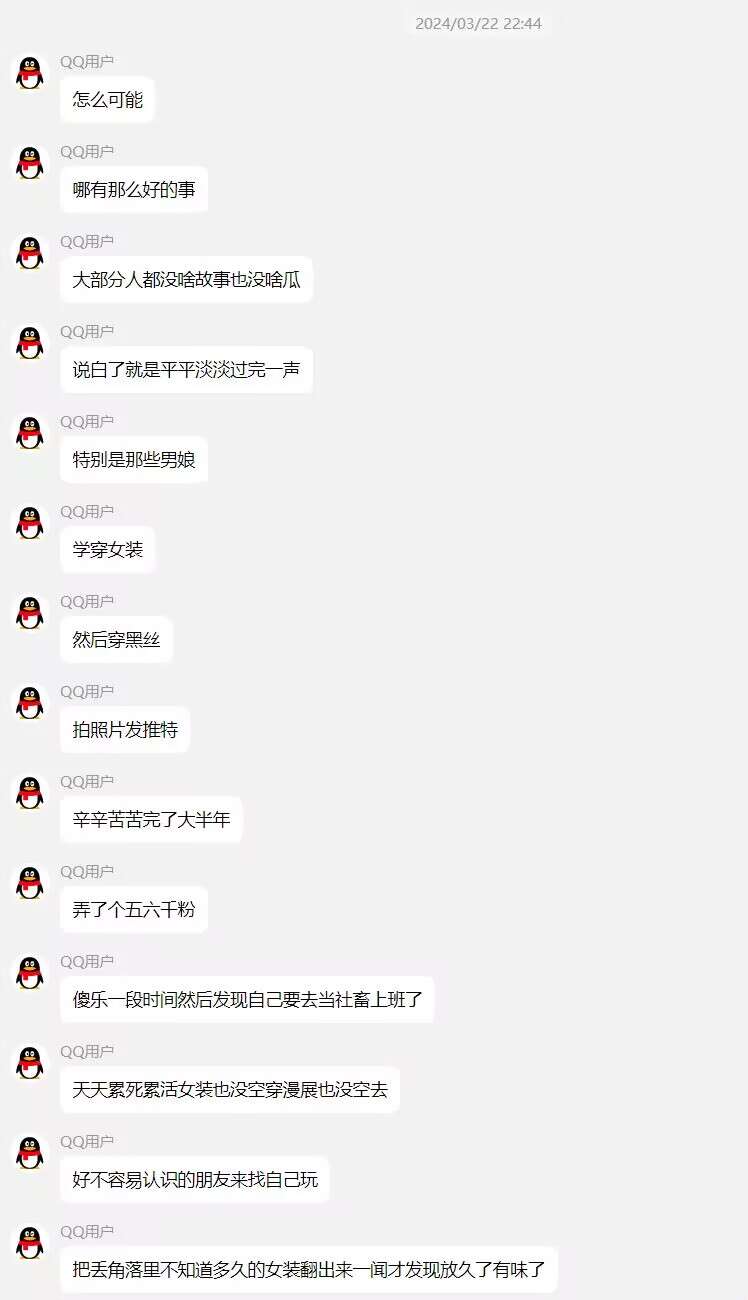 2024/03/22 22:44
QQ用户
怎么可能
QQ用户
哪有那么好的事
QQ用户
大部分人都没啥故事也没啥瓜
QQ用户
说白了就是平平淡淡过完一声
QQ用户
特别是那些男娘
QQ用户
学穿女装
QQ用户
然后穿黑丝
QQ用户
拍照片发推特
QQ用户
辛辛苦苦完了大半年
QQ用户
弄了个五六千粉
QQ用户
傻乐一段时间然后发现自己要去当社畜上班了
QQ用户
天天累死累活女装也没空穿漫展也没空去
QQ用户
好不容易认识的朋友来找自己玩
QQ用户
把丢角落里不知道多久的女装翻出来一闻才发现放久了有味了